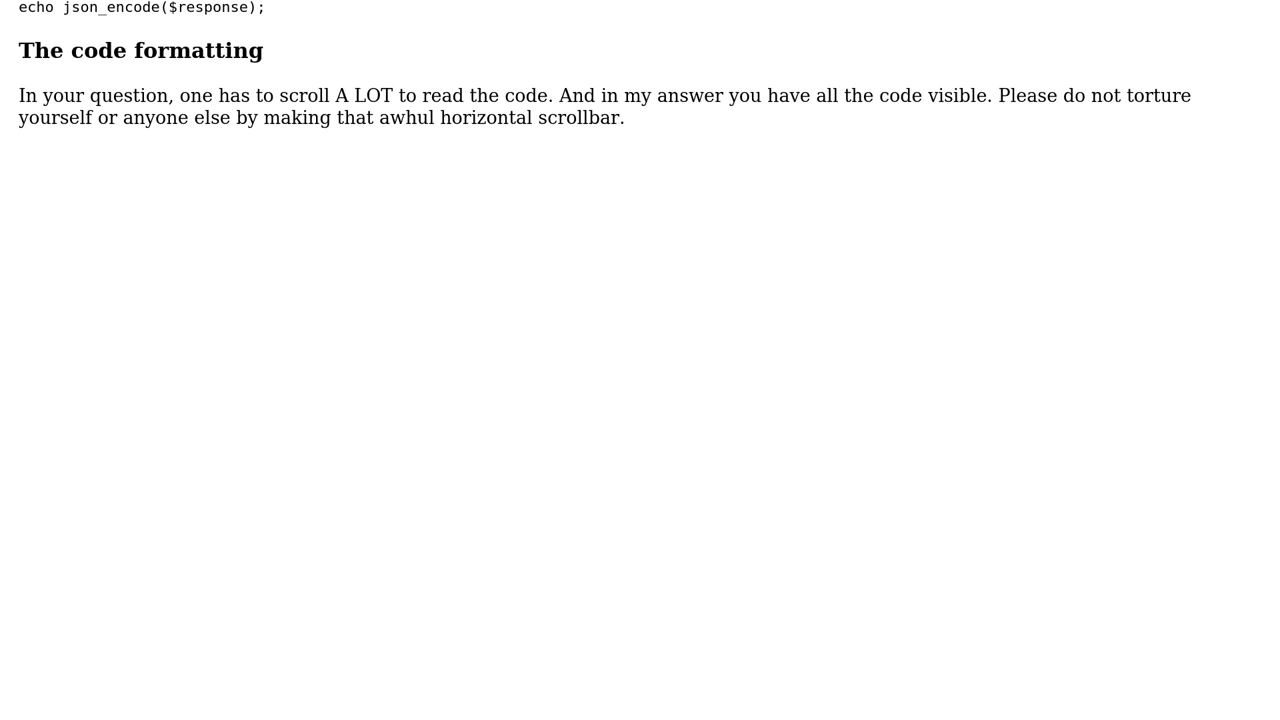 echo json_encode($response);
The code formatting
In your question, one has to scroll A LOT to read the code. And in my answer you have all the code visible. Please do not torture
yourself or anyone else by making that awhul horizontal scrollbar.